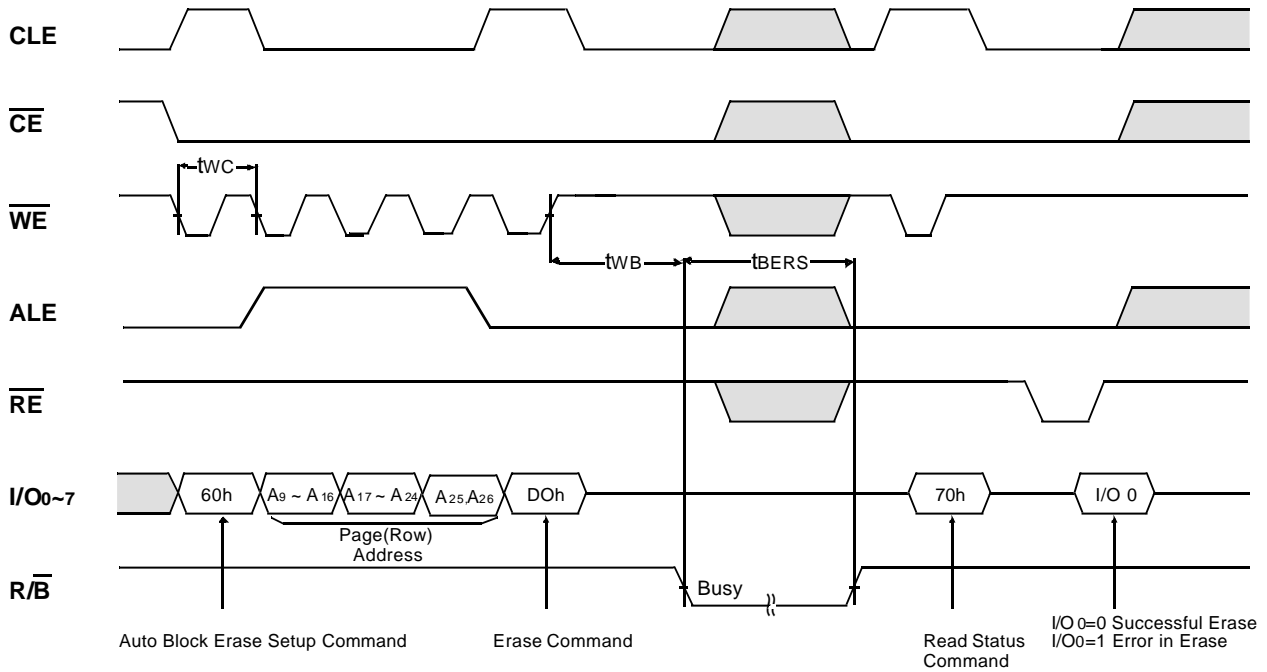 CLE
CE
tWC
WE
tWB
tBERS
ALE
RE
I/O0~7
60h
A9 ~ A16
A17 ~ A24
A25,A26
DOh
70h
I/O 0
Page(Row)
Address
R/B
Busy
Auto Block Erase Setup Command
Erase Command
Read Status
Command
I/O 0=0 Successful Erase
I/O0=1 Error in Erase